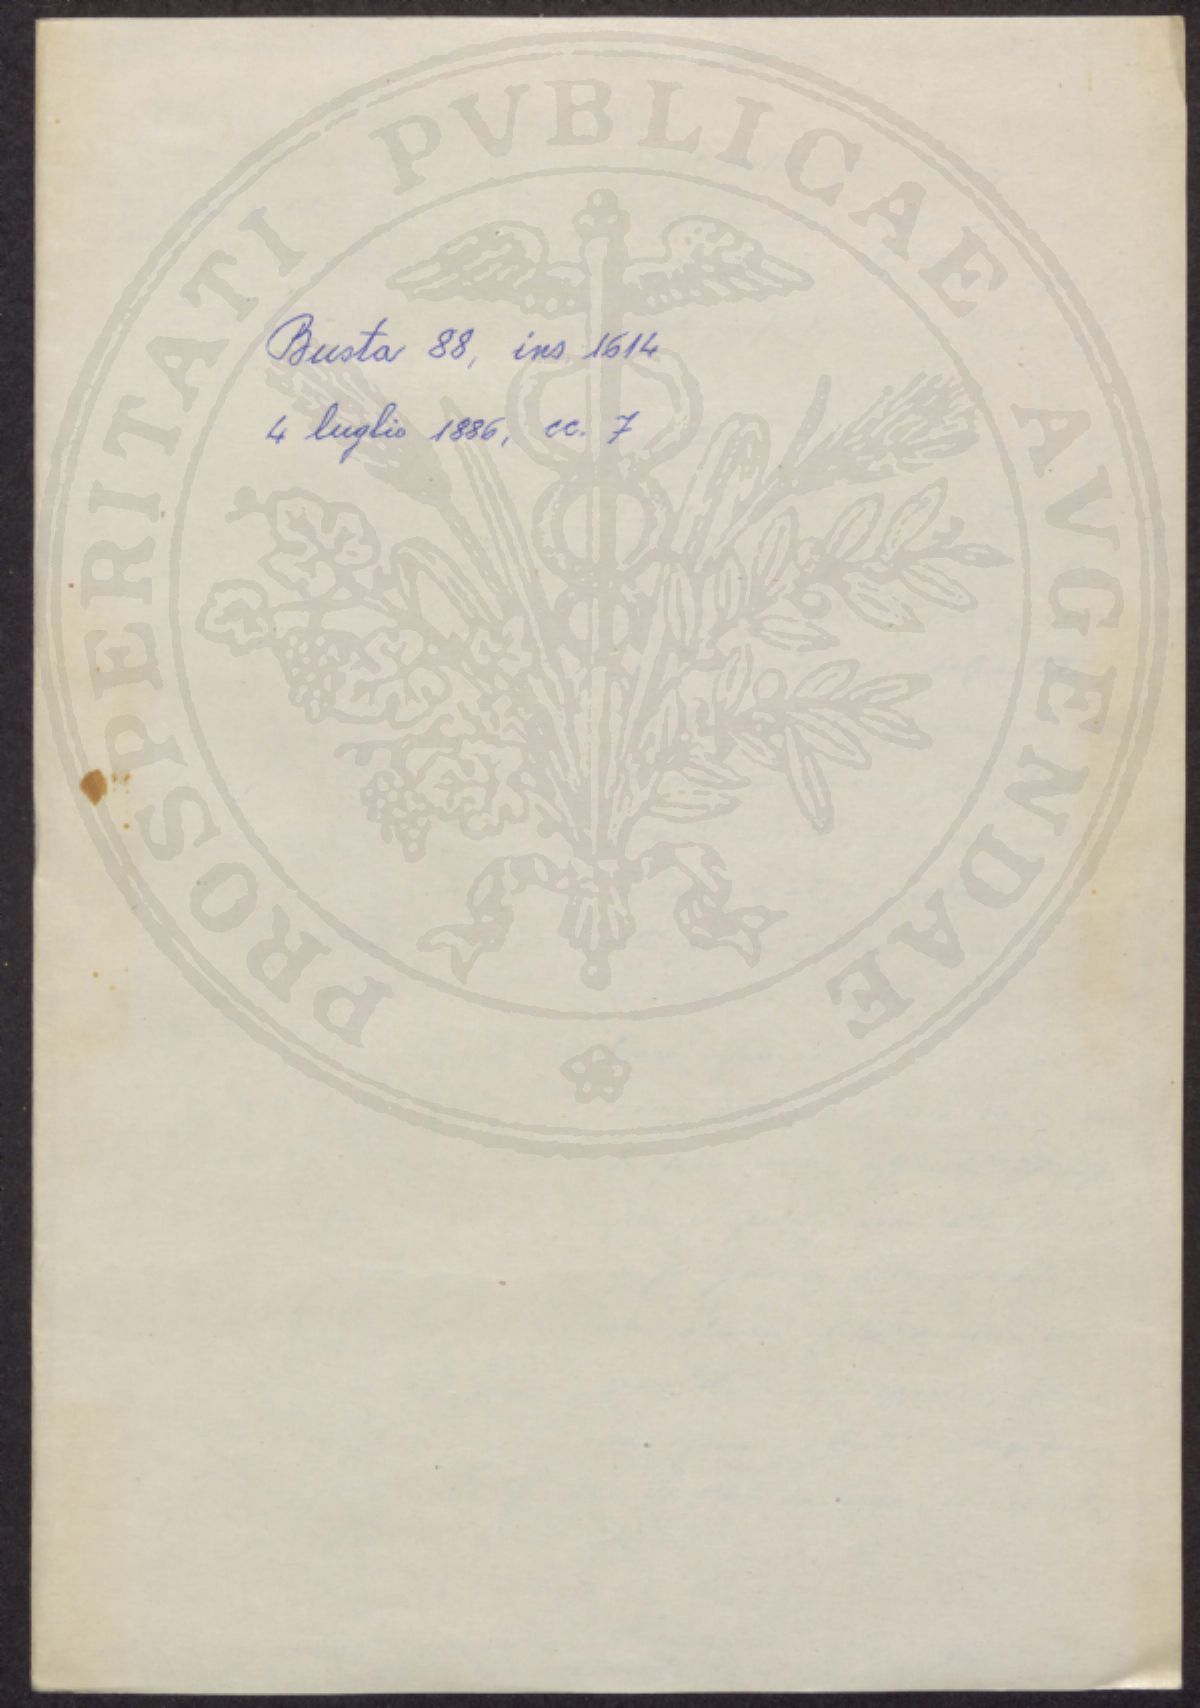 PROSPERITATI PVBLICAE AVGENDAE
Busta 88, ins. 1614
4 luglio 1886, cc. 7